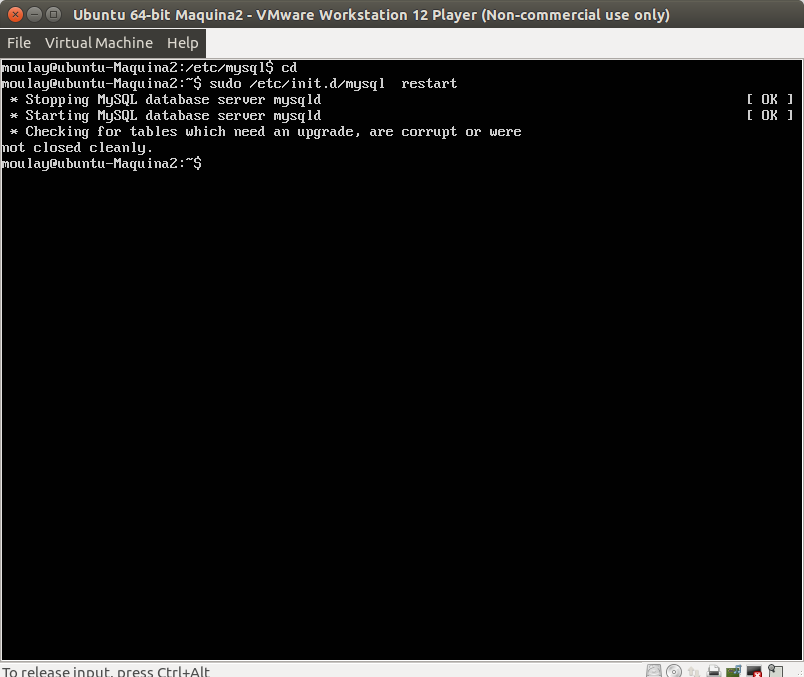 Ubuntu 64-bit Maquina2 - VMware Workstation 12 Player (Non-commercial use only)
File Virtual Machine Help
moulay@ubuntu-Maquina2:/etc/mysql$ cd
moulay@ubuntu-Maquina2:~$ sudo /etc/init.d/mysql  restart
 * Stopping MySQL database server mysqld [ OK ]
 * Starting MySQL database server mysqld [ OK ]
 * Checking for tables which need an upgrade, are corrupt or were
not closed cleanly.
moulay@ubuntu-Maquina2:~$
To release input, press Ctrl+Alt